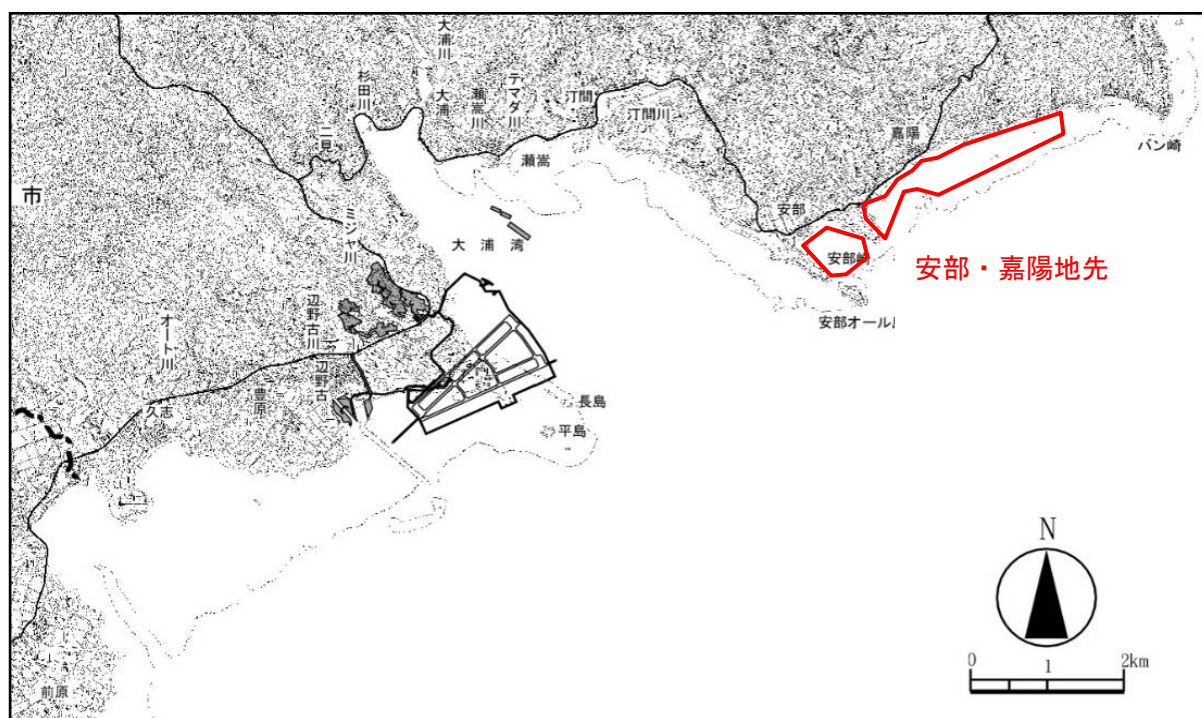 大浦川
杉田川
大浦
瀬嵩川
テマダ川
汀間
汀間川
二見
瀬嵩
嘉陽
バン崎
市
安部
ミジャ川
大浦湾
安部崎
安部・嘉陽地先
安部オール
辺野古川
辺野古
オート川
豊原
久志
長島
平島
前原
N
0 1 2km